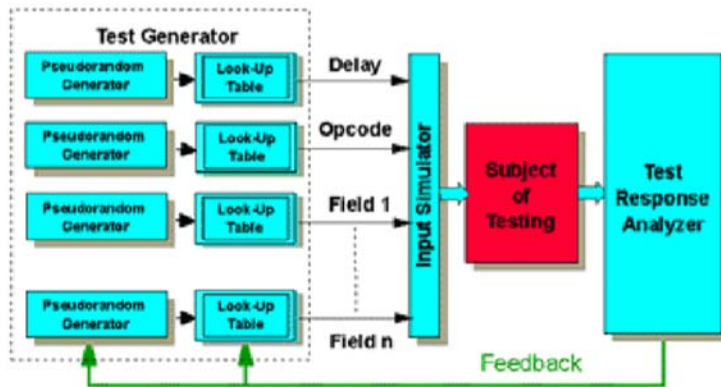 Test Generator
Pseudorandom
Generator
Look-Up
Table
Delay
Pseudorandom
Generator
Look-Up
Table
Opcode
Pseudorandom
Generator
Look-Up
Table
Field 1
Pseudorandom
Generator
Look-Up
Table
Field n
Input Simulator
Subject
of
Testing
Test
Response
Analyzer
Feedback